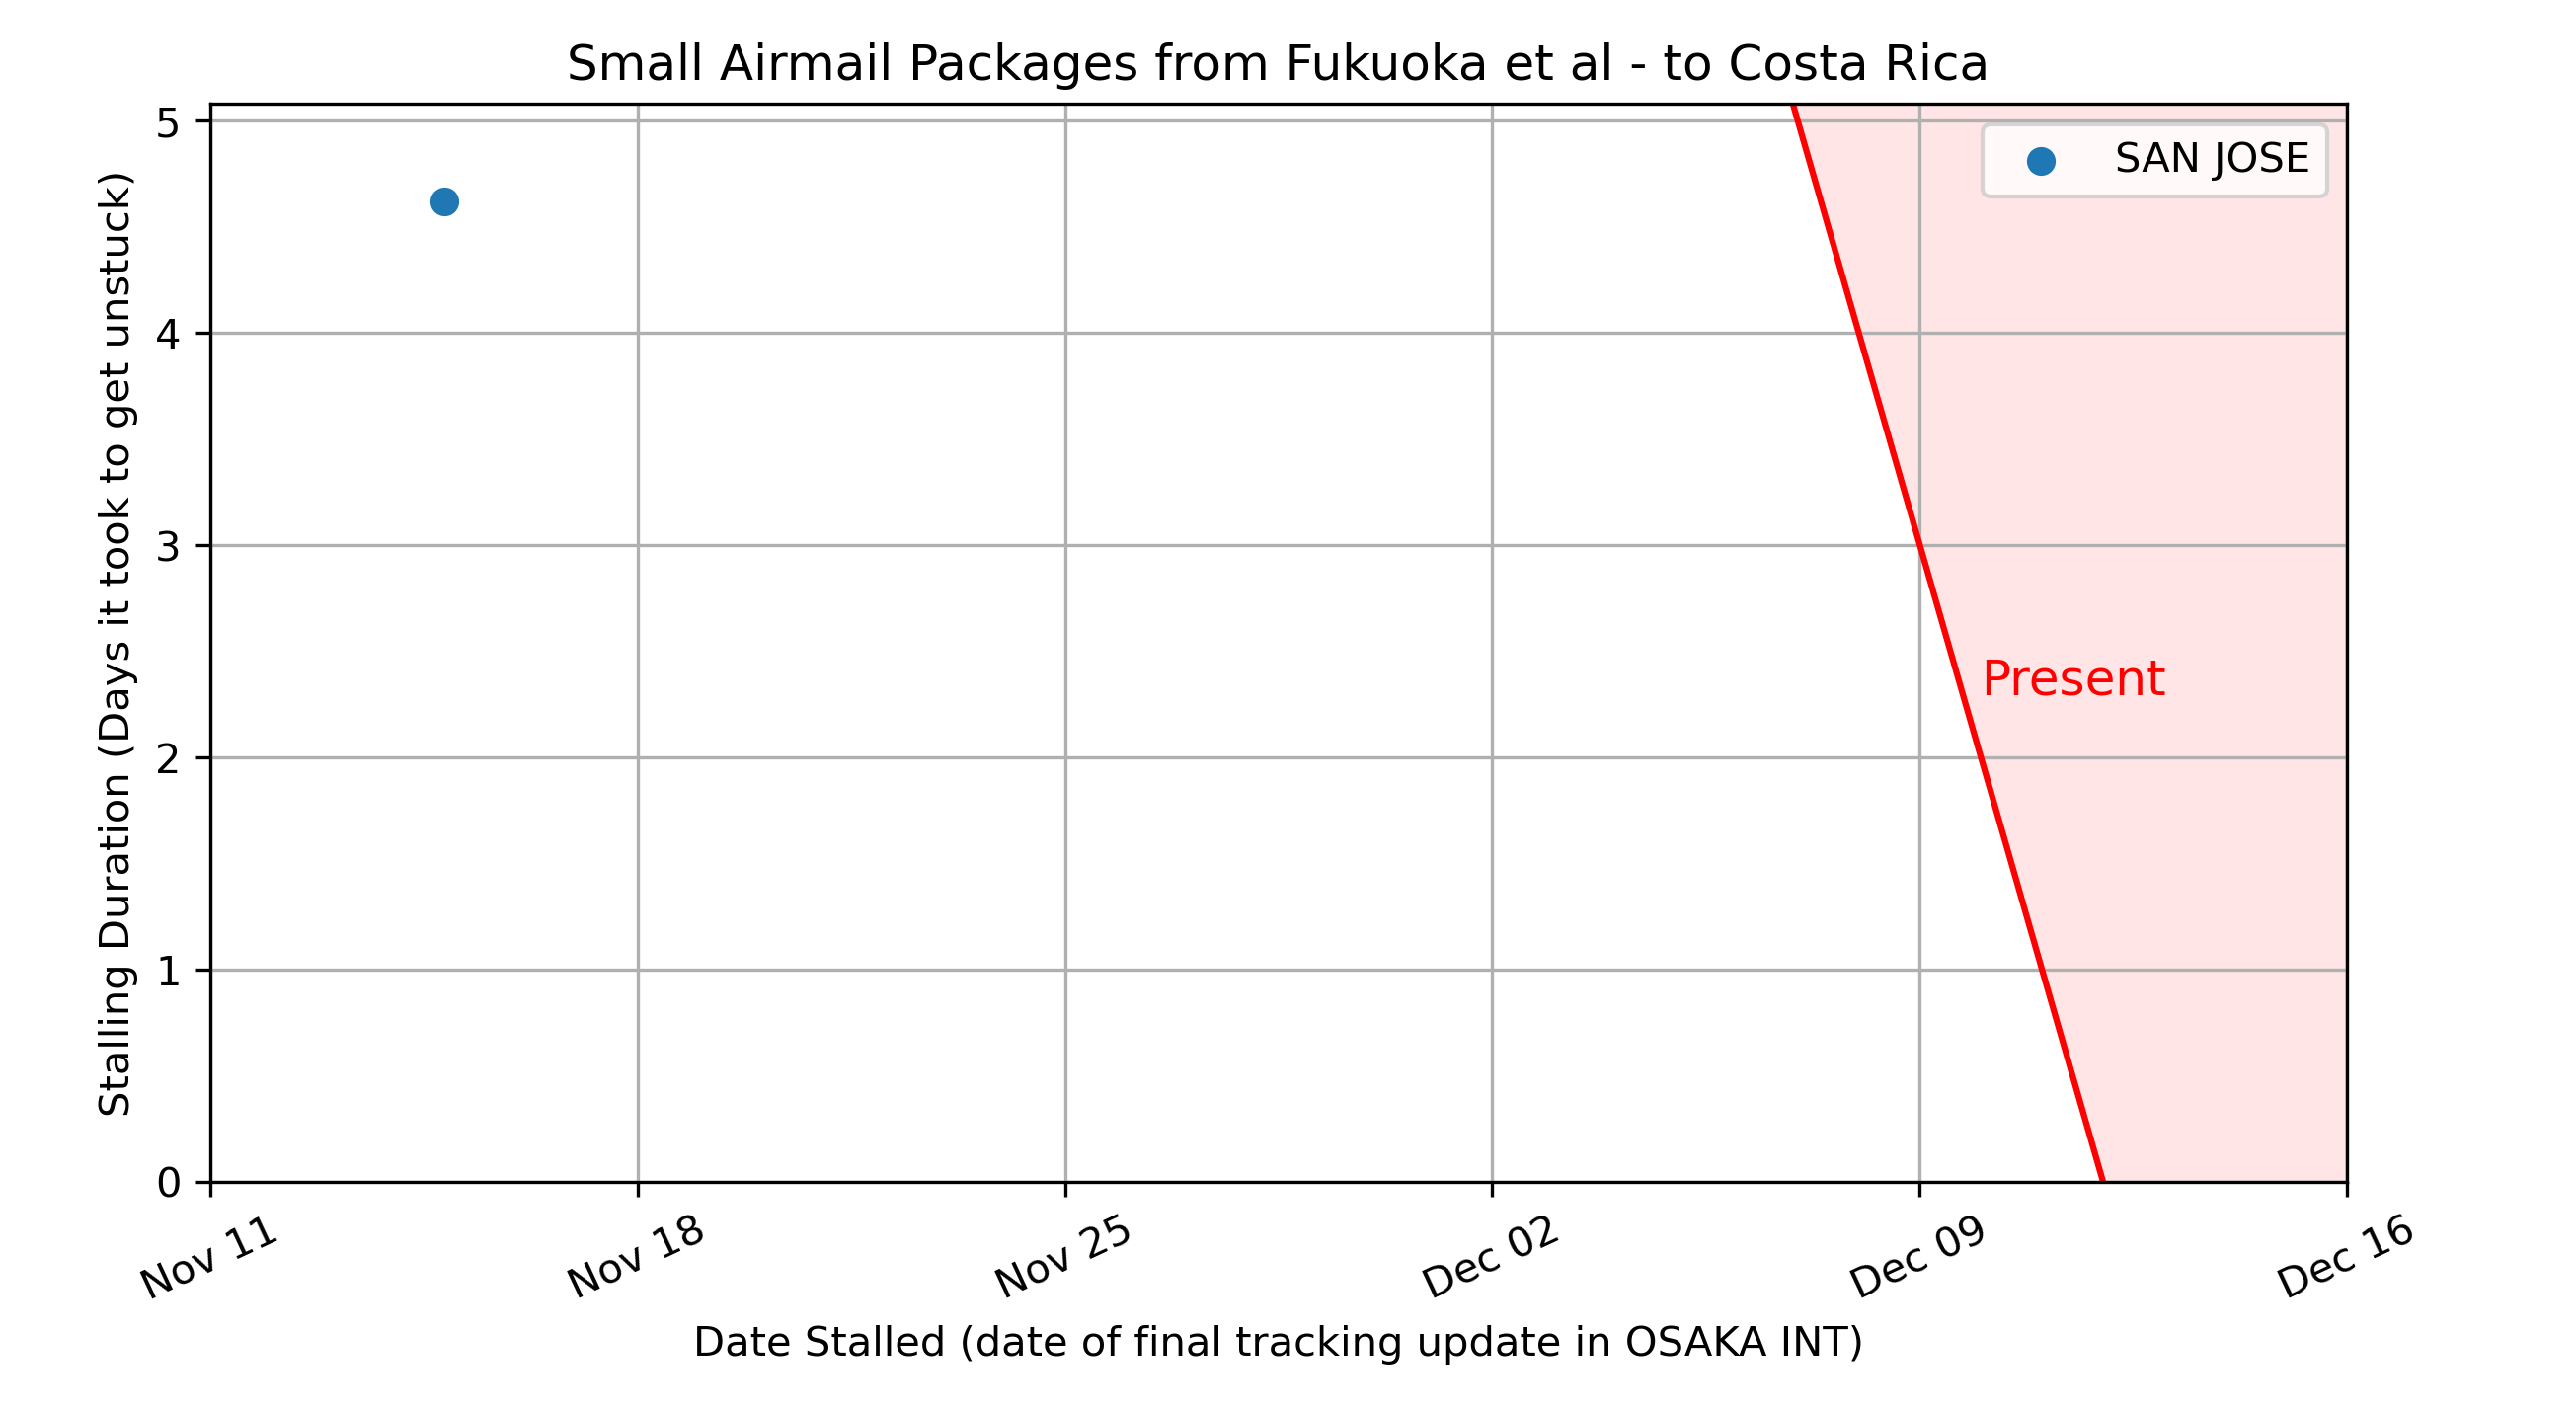 Small Airmail Packages from Fukuoka et al - to Costa Rica
5
SAN JOSE
4
3
Present
2
1
0
Stalling Duration (Days it took to get unstuck)
Nov 11
Nov 18
Nov 25
Dec 02
Dec 09
Dec 16
Date Stalled (date of final tracking update in OSAKA INT)